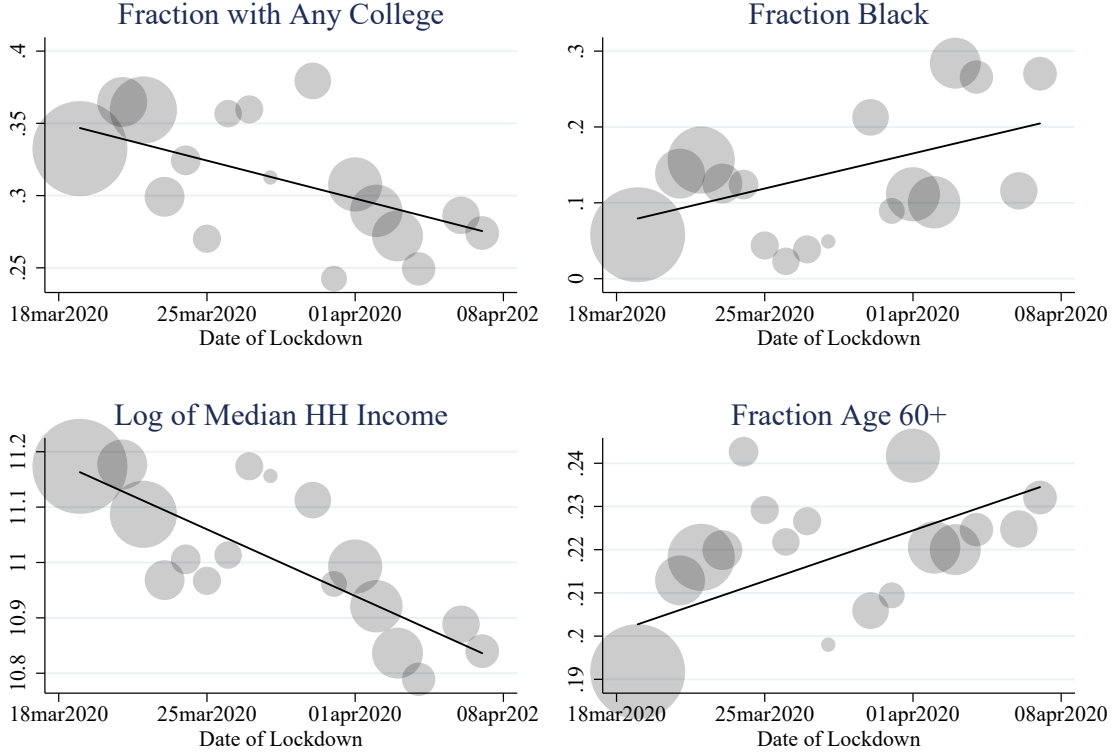 Fraction with Any College
.4
.35
.3
.25
18mar2020 25mar2020 01apr2020 08apr202
Date of Lockdown
Fraction Black
.3
.2
.1
0
18mar2020 25mar2020 01apr2020 08apr2020
Date of Lockdown
Log of Median HH Income
11.2
11.1
11
10.9
10.8
18mar2020 25mar2020 01apr2020 08apr202
Date of Lockdown
Fraction Age 60+
.24
.23
.22
.21
.2
.19
18mar2020 25mar2020 01apr2020 08apr2020
Date of Lockdown